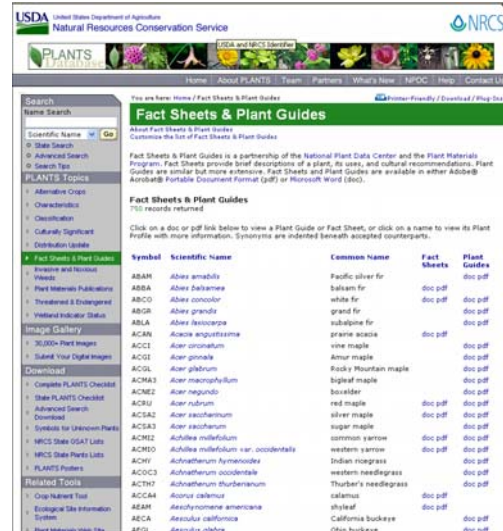 USDA United States Department of Agriculture
Natural Resources Conservation Service
NRCS
PLANTS
Database
USDA and NRCS Identifier
Home | About PLANTS | Team | Partners | What's New | NPDC | Help | Contact Us
Search
Name Search
Scientific Name Go
State Search
Advanced Search
Search Tips
PLANTS Topics
Alternative Crops
Characteristics
Classification
Culturally Significant
Distribution Update
Fact Sheets & Plant Guides
Invasive and Noxious
Weeds
Plant Materials Publications
Threatened & Endangered
Wetland Indicator Status
Image Gallery
30,000+ Plant Images
Submit Your Digital Images
Download
Complete PLANTS Checklist
State PLANTS Checklist
Advanced Search
Download
Symbols for Unknown Plants
NRCS State GSAT Lists
NRCS State Plants Lists
PLANTS Posters
Related Tools
Crop Nutrient Tool
Ecological Site Information
System
Plant Materials Web Site
You are here: Home / Fact Sheets & Plant Guides
Printer-Friendly / Download / Plug-Ins
Fact Sheets & Plant Guides
About Fact Sheets & Plant Guides
Customize the list of Fact Sheets & Plant Guides
Fact Sheets & Plant Guides is a partnership of the National Plant Data Center and the Plant Materials
Program. Fact Sheets provide brief descriptions of a plant, its uses, and cultural recommendations. Plant
Guides are similar but more extensive. Fact Sheets and Plant Guides are available in either Adobe®
Acrobat® Portable Document Format (pdf) or Microsoft Word (doc).
Fact Sheets & Plant Guides
records returned
Click on a doc or pdf link below to view a Plant Guide or Fact Sheet, or click on a name to view its Plant
Profile with more information. Synonyms are indented beneath accepted counterparts.
Symbol Scientific Name Common Name Fact Sheets Plant Guides
ABAM Abies amabilis Pacific silver fir doc pdf
ABBA Abies balsamea balsam fir doc pdf doc pdf
ABCO Abies concolor white fir doc pdf doc pdf
ABGR Abies grandis grand fir doc pdf
ABLA Abies lasiocarpa subalpine fir doc pdf
ACAN Acacia angustissima prairie acacia doc pdf
ACCI Acer circinatum vine maple doc pdf
ACGI Acer ginnala Amur maple doc pdf
ACGL Acer glabrum Rocky Mountain maple doc pdf
ACMA3 Acer macrophyllum bigleaf maple doc pdf
ACNE2 Acer negundo boxelder doc pdf
ACRU Acer rubrum red maple doc pdf doc pdf
ACSA2 Acer saccharinum silver maple doc pdf doc pdf
ACSA3 Acer saccharum sugar maple doc pdf
ACMI2 Achillea millefolium common yarrow doc pdf doc pdf
ACMIO Achillea millefolium var. occidentalis western yarrow doc pdf doc pdf
ACHY Achnatherum hymenoides Indian ricegrass doc pdf
ACOC3 Achnatherum occidentale western needlegrass doc pdf
ACTH7 Achnatherum thurberianum Thurber's needlegrass doc pdf
ACCA4 Acorus calamus calamus doc pdf
AEAM Aeschynomene americana shyleaf doc pdf doc pdf
AECA Aesculus californica California buckeye doc pdf
AEGL Aesculus glabra Ohio buckeye doc pdf